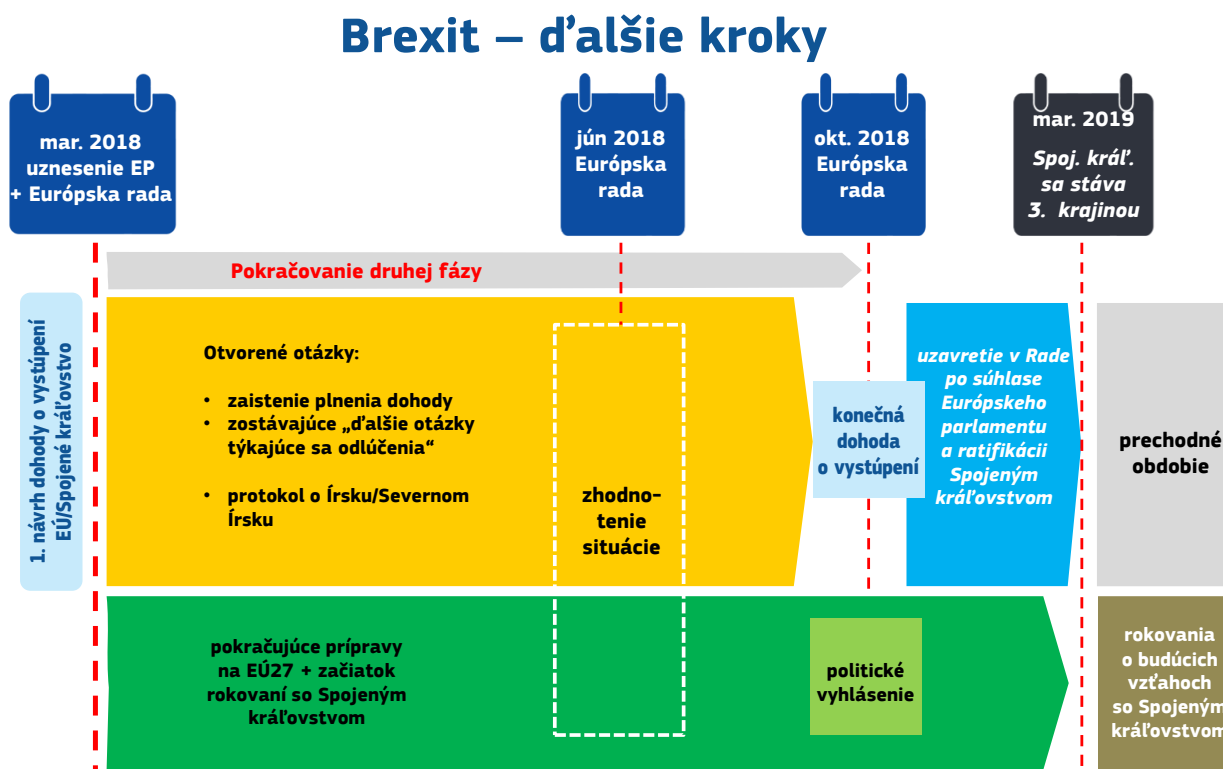 Brexit – ďalšie kroky
mar. 2018
uznesenie EP
+ Európska rada
jún 2018
Európska
rada
okt. 2018
Európska
rada
mar. 2019
Spoj. kráľ.
sa stáva
3. krajinou
Pokračovanie druhej fázy
1. návrh dohody o vystúpení
EÚ/Spojené kráľovstvo
Otvorené otázky:
• zaistenie plnenia dohody
• zostávajúce „ďalšie otázky
týkajúce sa odlúčenia“
• protokol o Írsku/Severnom
Írsku
zhodno-
tenie
situácie
konečná
dohoda
o vystúpení
uzavretie v Rade
po súhlase
Európskeho
parlamentu
a ratifikácii
Spojeným
kráľovstvom
prechodné
obdobie
pokračujúce prípravy
na EÚ27 + začiatok
rokovaní so Spojeným
kráľovstvom
politické
vyhlásenie
rokovania
o budúcich
vzťahoch
so Spojeným
kráľovstvom